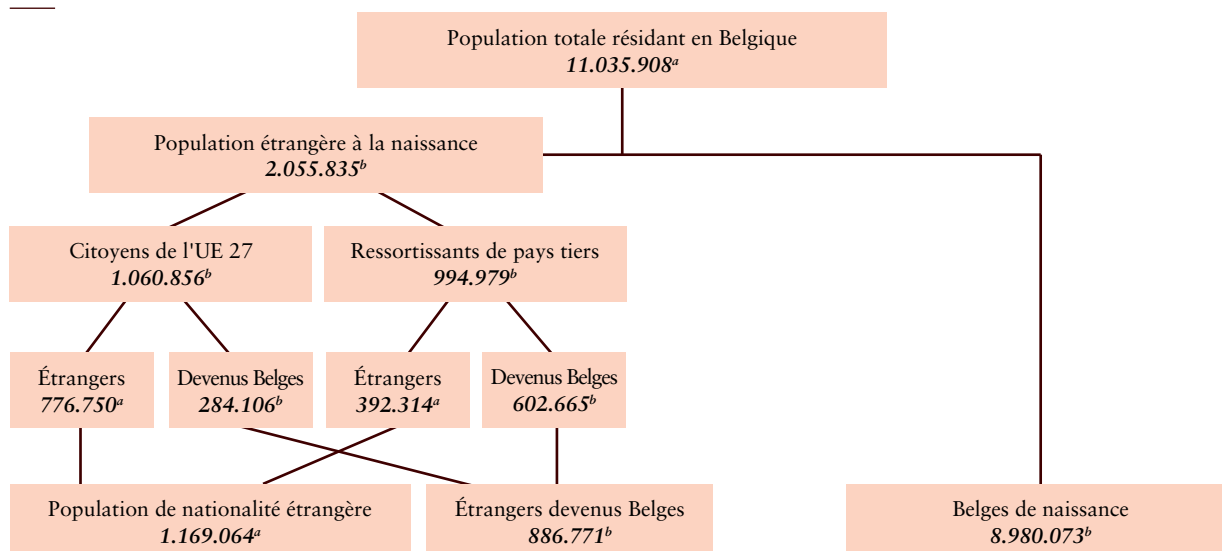 Population totale résidant en Belgique
11.035.908ᵃ
Population étrangère à la naissance
2.055.835ᵇ
Citoyens de l'UE 27
1.060.856ᵇ
Ressortissants de pays tiers
994.979ᵇ
Étrangers
776.750ᵃ
Devenus Belges
284.106ᵇ
Étrangers
392.314ᵃ
Devenus Belges
602.665ᵇ
Population de nationalité étrangère
1.169.064ᵃ
Étrangers devenus Belges
886.771ᵇ
Belges de naissance
8.980.073ᵇ